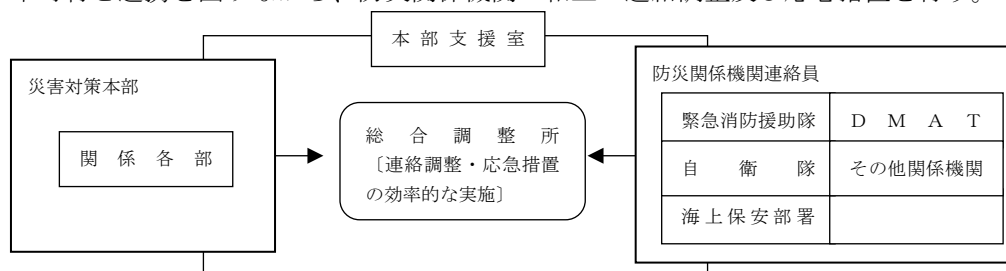 本部支援室
災害対策本部
関係各部
総合調整所
〔連絡調整・応急措置
の効率的な実施〕
防災関係機関連絡員
緊急消防援助隊 DMAT
自衛隊 その他関係機関
海上保安部署